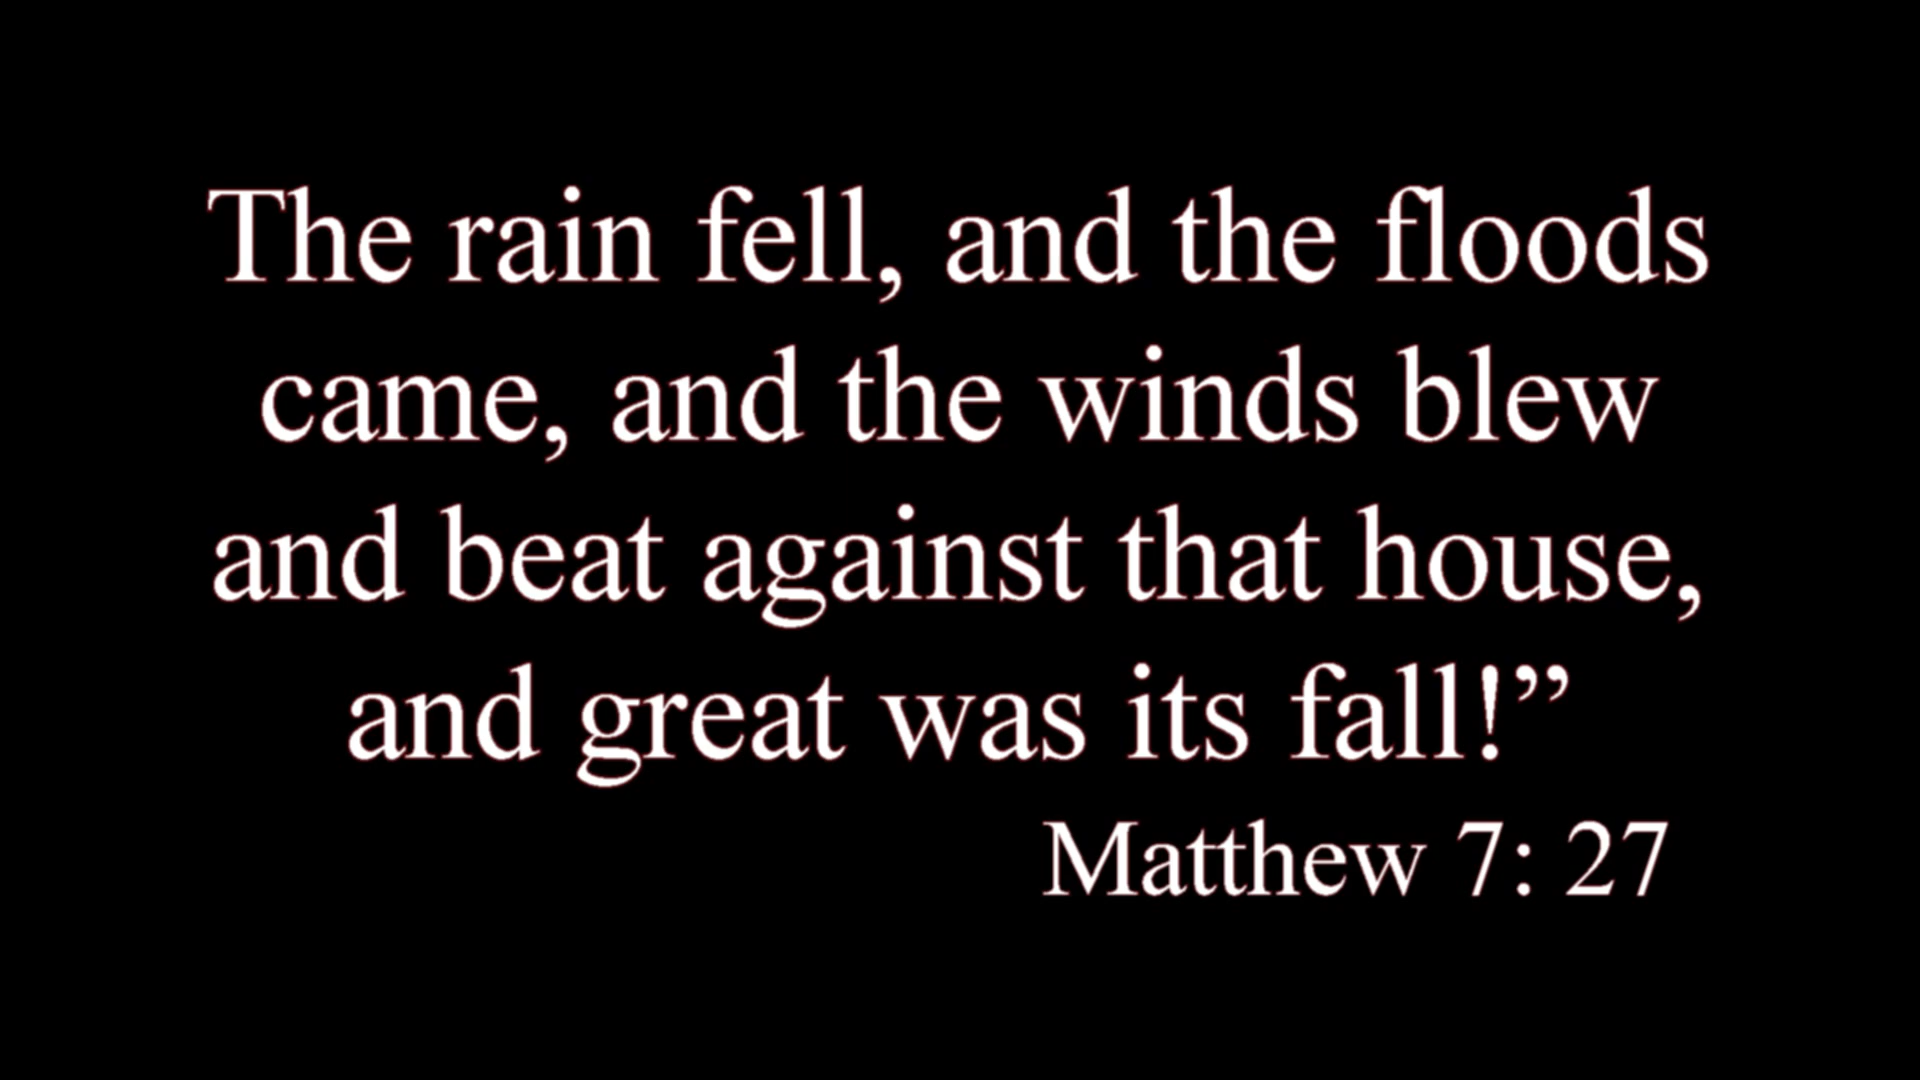 The rain fell, and the floods
came, and the winds blew
and beat against that house,
and great was its fall!”
Matthew 7: 27